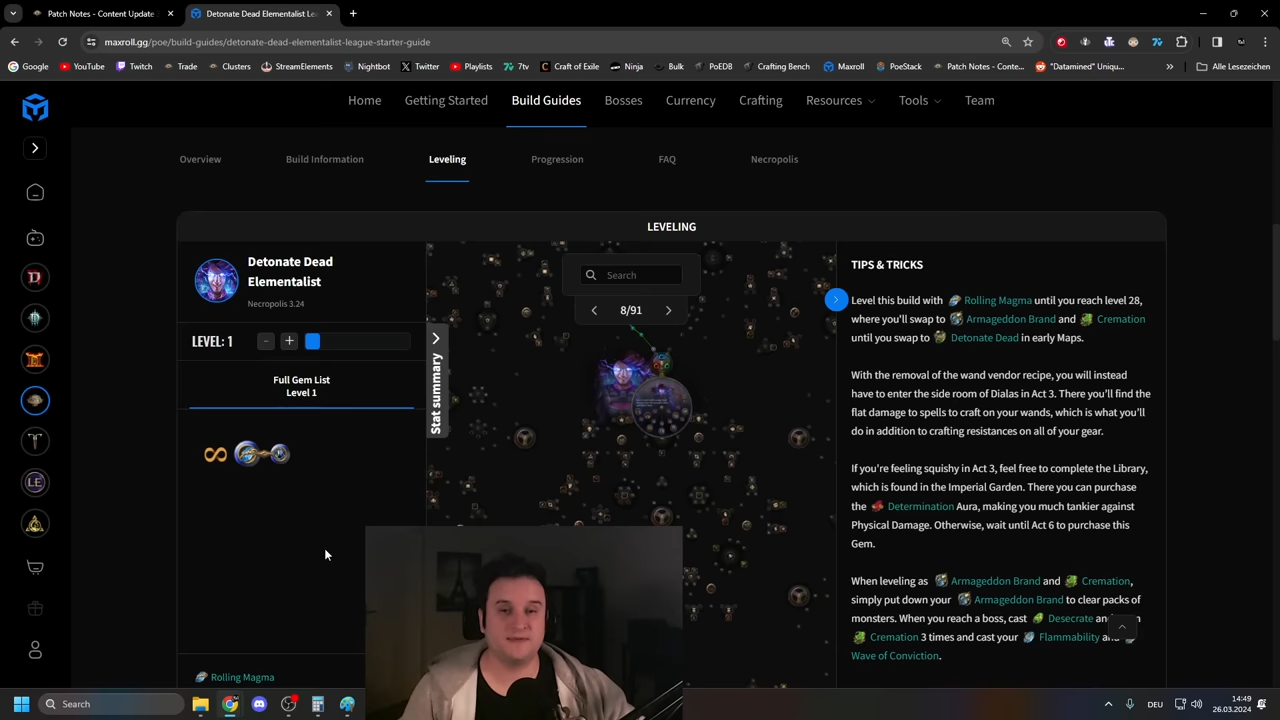 Patch Notes - Content Update
Detonate Dead Elementalist Le
maxroll.gg/poe/build-guides/detonate-dead-elementalist-league-starter-guide
Google
YouTube
Twitch
Trade
Clusters
StreamElements
Nightbot
Twitter
Playlists
7tv
Craft of Exile
Ninja
Bulk
PoEDB
Crafting Bench
Maxroll
PoeStack
Patch Notes - Conte...
"Datamined" Uniqu...
Alle Lesezeichen
Home
Getting Started
Build Guides
Bosses
Currency
Crafting
Resources
Tools
Team
Overview
Build Information
Leveling
Progression
FAQ
Necropolis
LEVELING
Detonate Dead
Elementalist
Necropolis 3.24
LEVEL: 1
Full Gem List
Level 1
Rolling Magma
Stat summary
Search
8/91
TIPS & TRICKS
Level this build with Rolling Magma until you reach level 28,
where you'll swap to Armageddon Brand and Cremation
until you swap to Detonate Dead in early Maps.
With the removal of the wand vendor recipe, you will instead
have to enter the side room of Dialas in Act 3. There you'll find the
flat damage to spells to craft on your wands, which is what you'll
do in addition to crafting resistances on all of your gear.
If you're feeling squishy in Act 3, feel free to complete the Library,
which is found in the Imperial Garden. There you can purchase
the Determination Aura, making you much tankier against
Physical Damage. Otherwise, wait until Act 6 to purchase this
Gem.
When leveling as Armageddon Brand and Cremation,
simply put down your Armageddon Brand to clear packs of
monsters. When you reach a boss, cast Desecrate and
Cremation 3 times and cast your Flammability and
Wave of Conviction.
LE
Search
DEU
14:49
26.03.2024